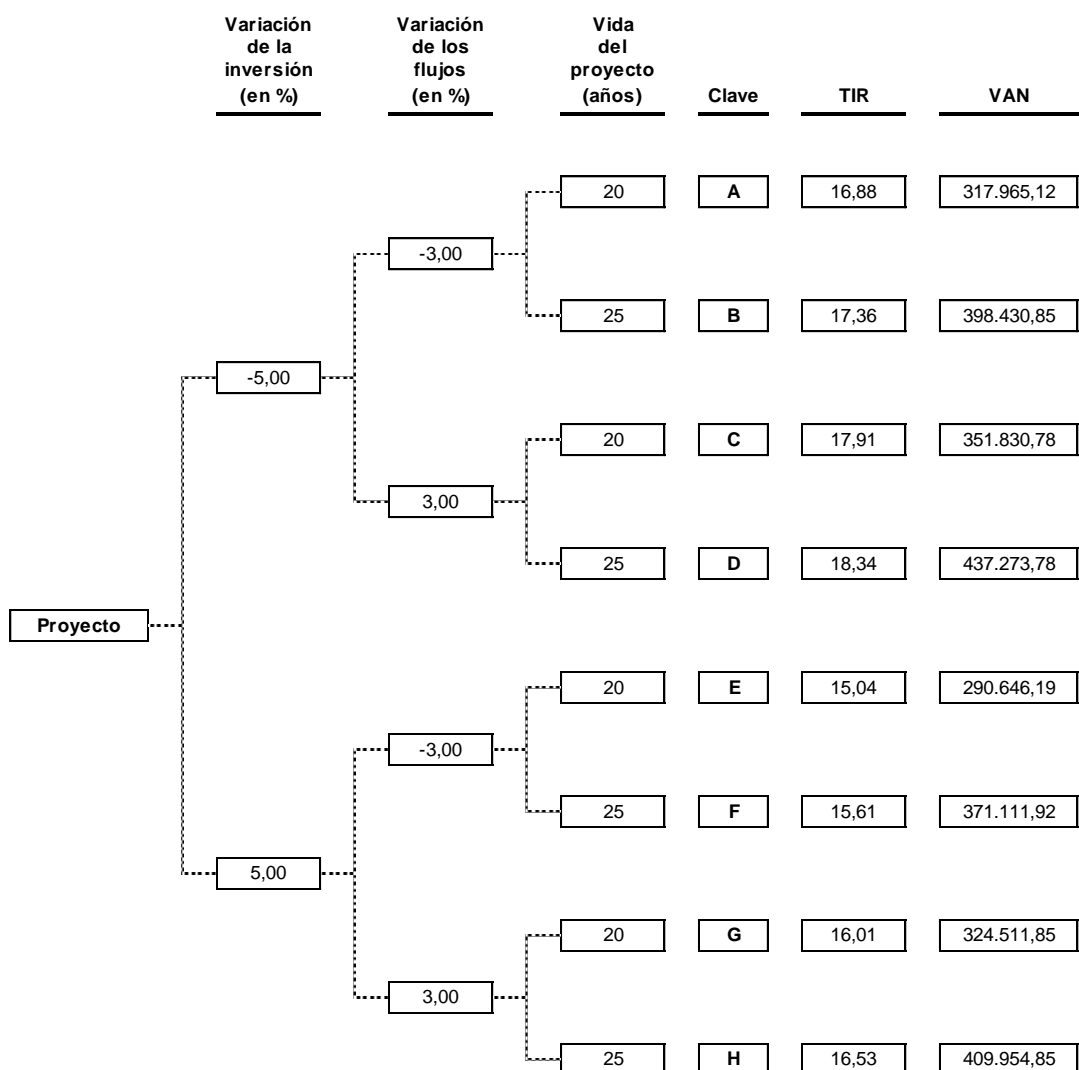 Variación de la inversión (en %)
Variación de los flujos (en %)
Vida del proyecto (años)
Clave
TIR
VAN
20 A 16,88 317.965,12
-3,00
25 B 17,36 398.430,85
-5,00
20 C 17,91 351.830,78
3,00
25 D 18,34 437.273,78
Proyecto
20 E 15,04 290.646,19
-3,00
25 F 15,61 371.111,92
5,00
20 G 16,01 324.511,85
3,00
25 H 16,53 409.954,85